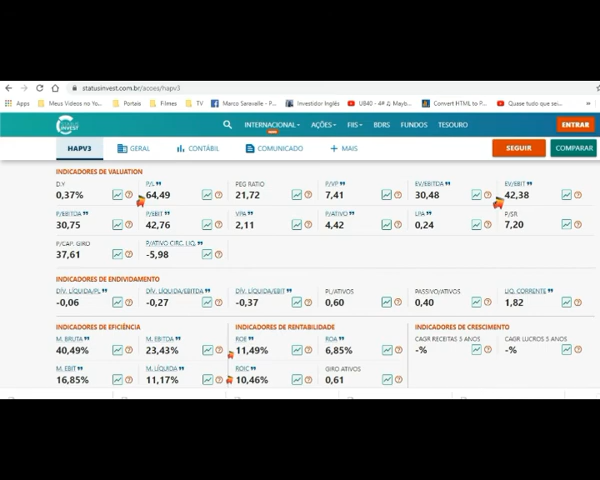 statusinvest.com.br/acoes/hapv3
Apps Meus Videos no Yo... Portais Filmes TV Marco Saravalle - P... Investidor Inglês UB40 - 4# ♫ Mayb... Convert HTML to P... Quase tudo que sei...
STATUS INVEST INTERNACIONAL AÇÕES FIIS BDRS FUNDOS TESOURO ENTRAR
HAPV3 GERAL CONTÁBIL COMUNICADO + MAIS SEGUIR COMPARAR
INDICADORES DE VALUATION
D.Y P/L PEG RATIO P/VP EV/EBITDA EV/EBIT
0,37% 64,49 21,72 7,41 30,48 42,38
P/EBITDA P/EBIT VPA P/ATIVO LPA P/SR
30,75 42,76 2,11 4,42 0,24 7,20
P/CAP. GIRO P/ATIVO CIRC. LIQ.
37,61 -5,98
INDICADORES DE ENDIVIDAMENTO
DÍV. LÍQUIDA/PL DÍV. LÍQUIDA/EBITDA DÍV. LÍQUIDA/EBIT PL/ATIVOS PASSIVO/ATIVOS LIQ. CORRENTE
-0,06 -0,27 -0,37 0,60 0,40 1,82
INDICADORES DE EFICIÊNCIA INDICADORES DE RENTABILIDADE INDICADORES DE CRESCIMENTO
M. BRUTA M. EBITDA ROE ROA CAGR RECEITAS 5 ANOS CAGR LUCROS 5 ANOS
40,49% 23,43% 11,49% 6,85% -% -%
M. EBIT M. LÍQUIDA ROIC GIRO ATIVOS
16,85% 11,17% 10,46% 0,61